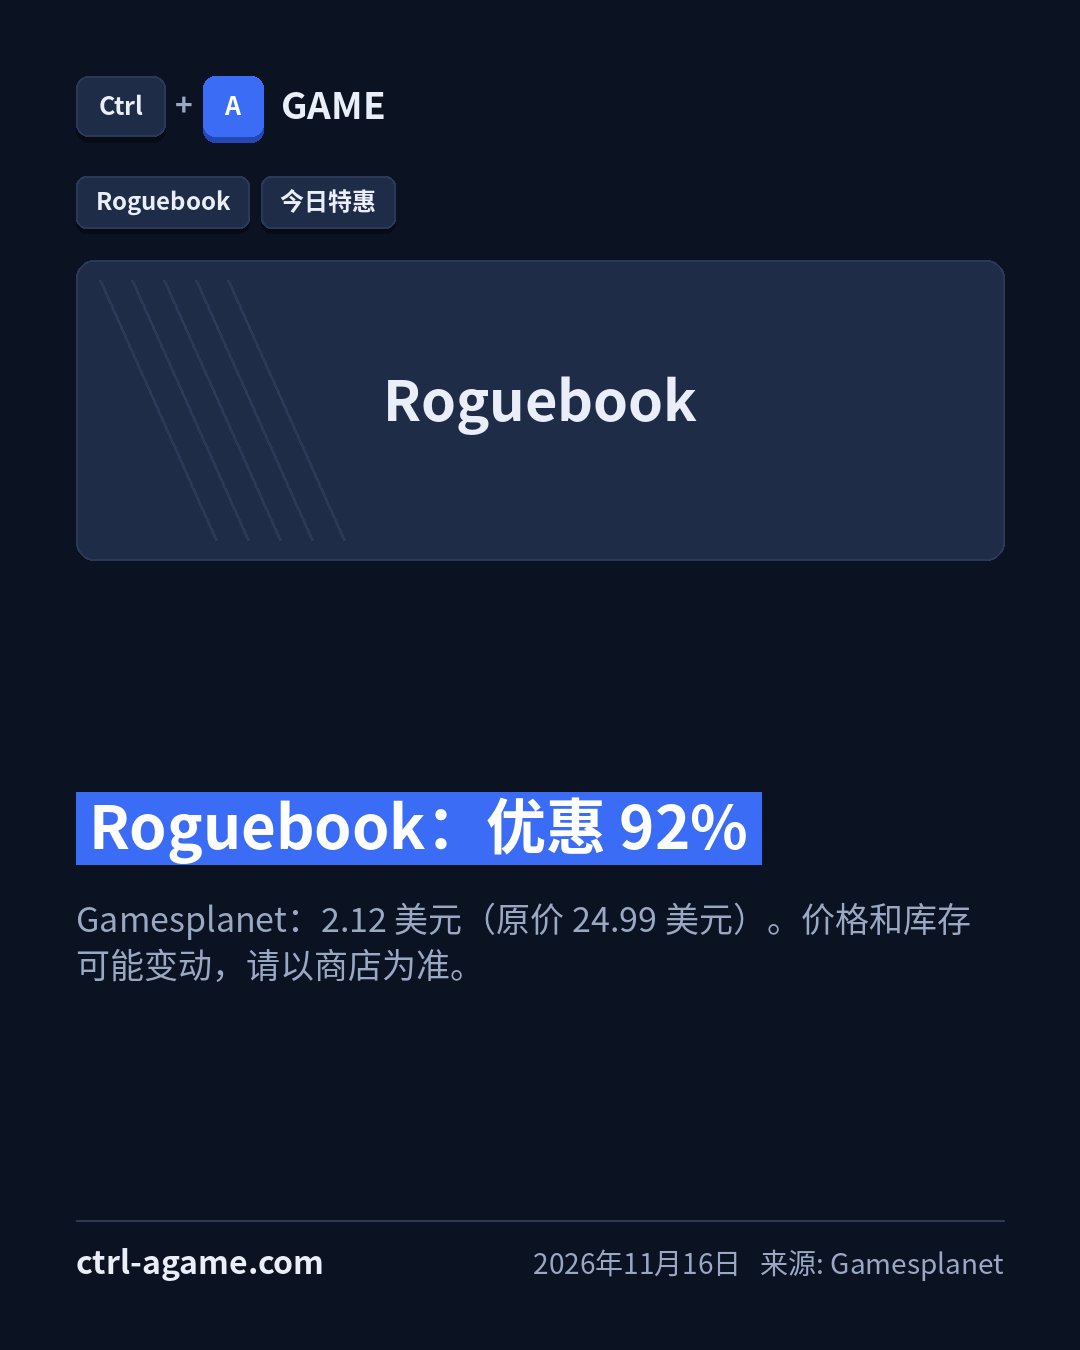 Ctrl + A GAME
Roguebook 今日特惠
Roguebook
Roguebook：优惠 92%
Gamesplanet：2.12 美元（原价 24.99 美元）。价格和库存
可能变动，请以商店为准。
ctrl-agame.com 2026年11月16日 来源: Gamesplanet